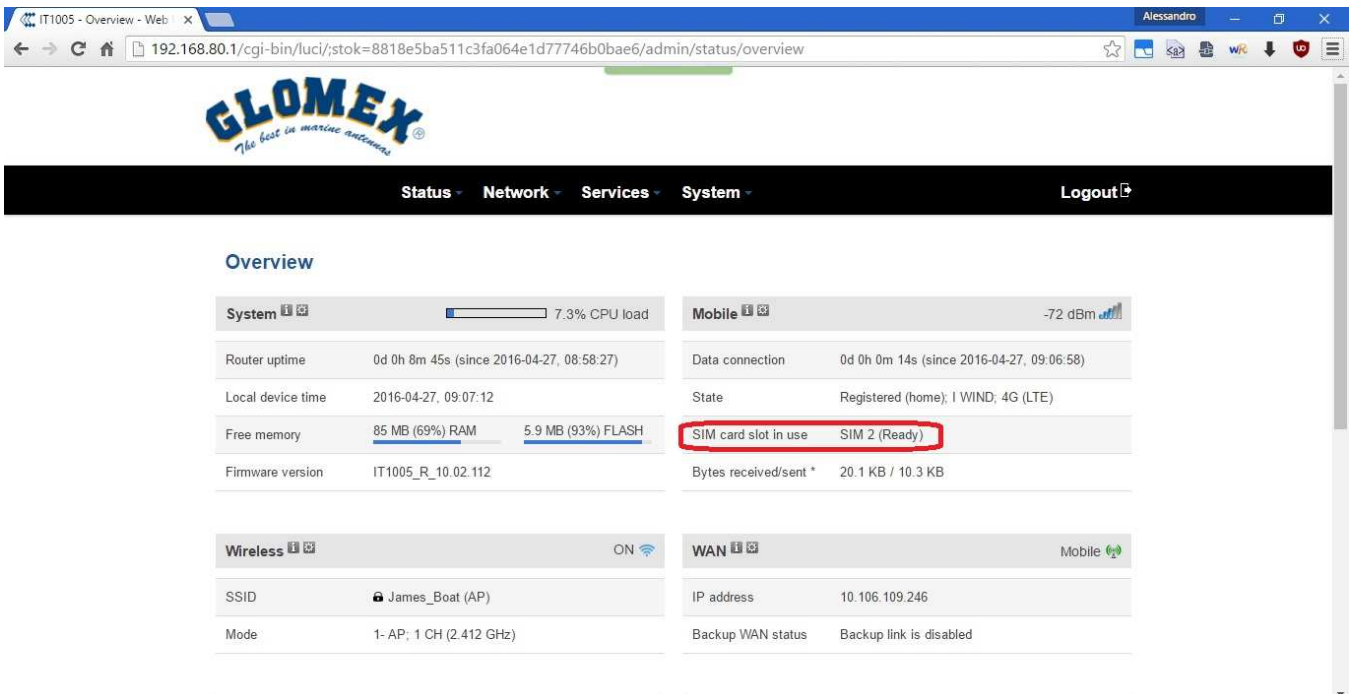 IT1005 - Overview - Web
Alessandro
192.168.80.1/cgi-bin/luci/;stok=8818e5ba511c3fa064e1d77746b0bae6/admin/status/overview
GLOMEX®
The best in marine antennas
Status Network Services System Logout
Overview
System 7.3% CPU load
Router uptime 0d 0h 8m 45s (since 2016-04-27, 08:58:27)
Local device time 2016-04-27, 09:07:12
Free memory 85 MB (69%) RAM 5.9 MB (93%) FLASH
Firmware version IT1005_R_10.02.112
Mobile -72 dBm
Data connection 0d 0h 0m 14s (since 2016-04-27, 09:06:58)
State Registered (home); I WIND; 4G (LTE)
SIM card slot in use SIM 2 (Ready)
Bytes received/sent * 20.1 KB / 10.3 KB
Wireless ON
SSID James_Boat (AP)
Mode 1- AP; 1 CH (2.412 GHz)
WAN Mobile
IP address 10.106.109.246
Backup WAN status Backup link is disabled